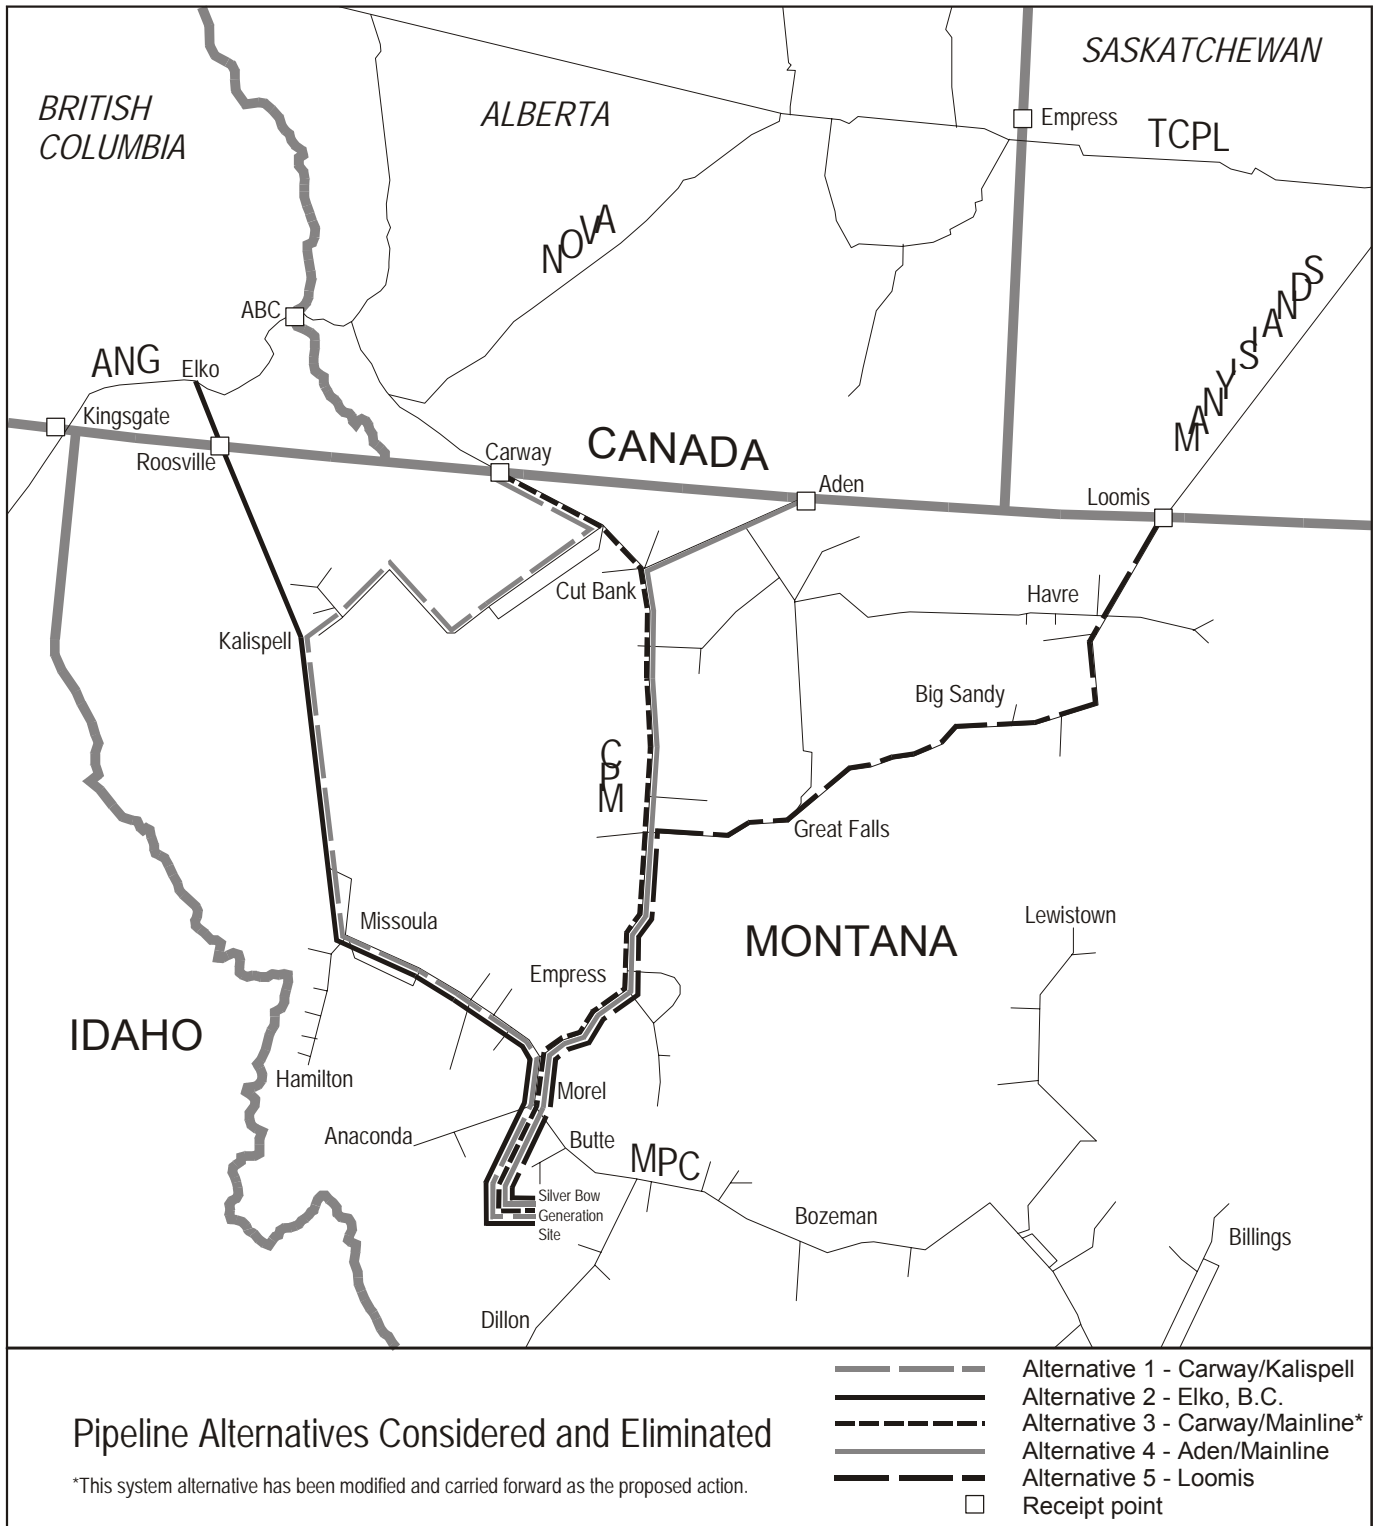 SASKATCHEWAN
BRITISH
COLUMBIA
ALBERTA
Empress
TCPL
NOVA
MANY ISLANDS
ABC
ANG
Elko
Kingsgate
Roosville
Carway
CANADA
Aden
Loomis
Cut Bank
Havre
Kalispell
Big Sandy
MPC
Great Falls
Missoula
Lewistown
MONTANA
Empress
IDAHO
Hamilton
Morel
Anaconda
Butte
MPC
Silver Bow
Generation
Site
Bozeman
Billings
Dillon
Pipeline Alternatives Considered and Eliminated
*This system alternative has been modified and carried forward as the proposed action.
Alternative 1 - Carway/Kalispell
Alternative 2 - Elko, B.C.
Alternative 3 - Carway/Mainline*
Alternative 4 - Aden/Mainline
Alternative 5 - Loomis
Receipt point